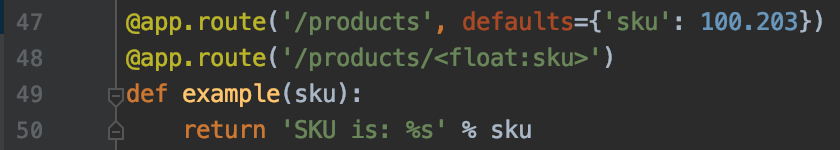 47 @app.route('/products', defaults={'sku': 100.203})
48 @app.route('/products/<float:sku>')
49 def example(sku):
50     return 'SKU is: %s' % sku